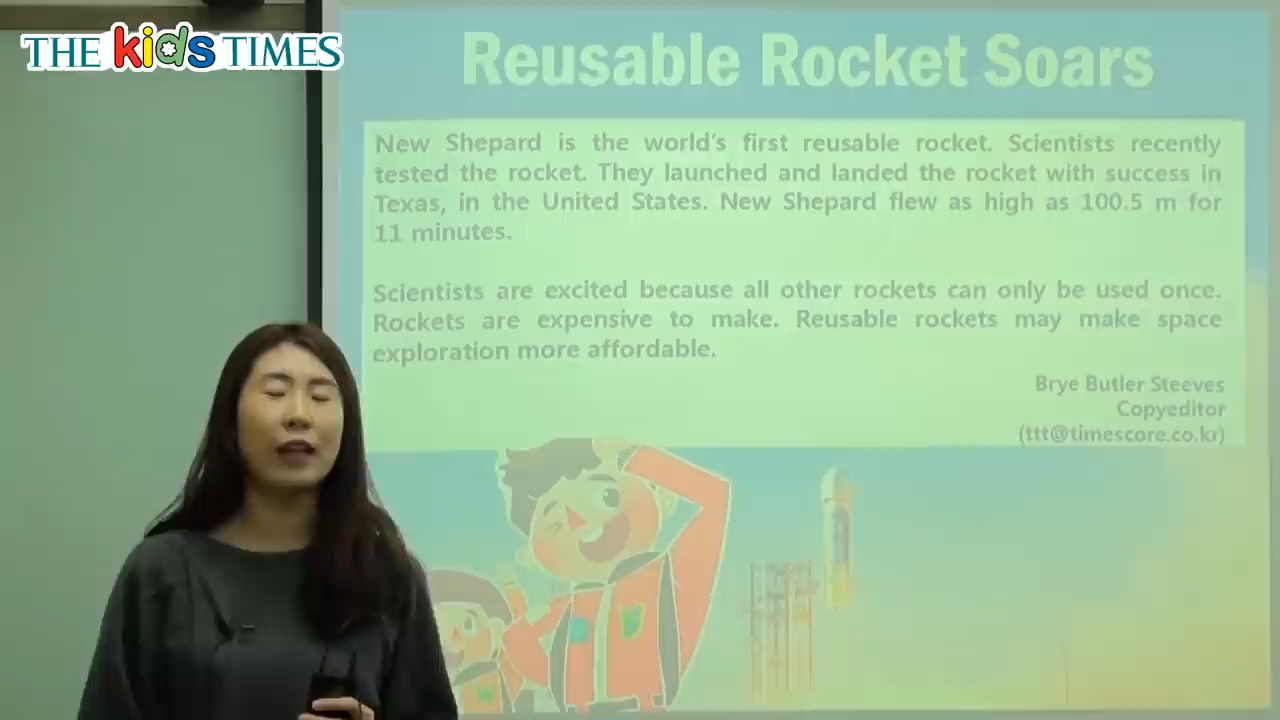 THE kids TIMES
Reusable Rocket Soars
New Shepard is the world's first reusable rocket. Scientists recently
tested the rocket. They launched and landed the rocket with success in
Texas, in the United States. New Shepard flew as high as 100.5 m for
11 minutes.
Scientists are excited because all other rockets can only be used once.
Rockets are expensive to make. Reusable rockets may make space
exploration more affordable.
Brye Butler Steeves
Copyeditor
(ttt@timescore.co.kr)